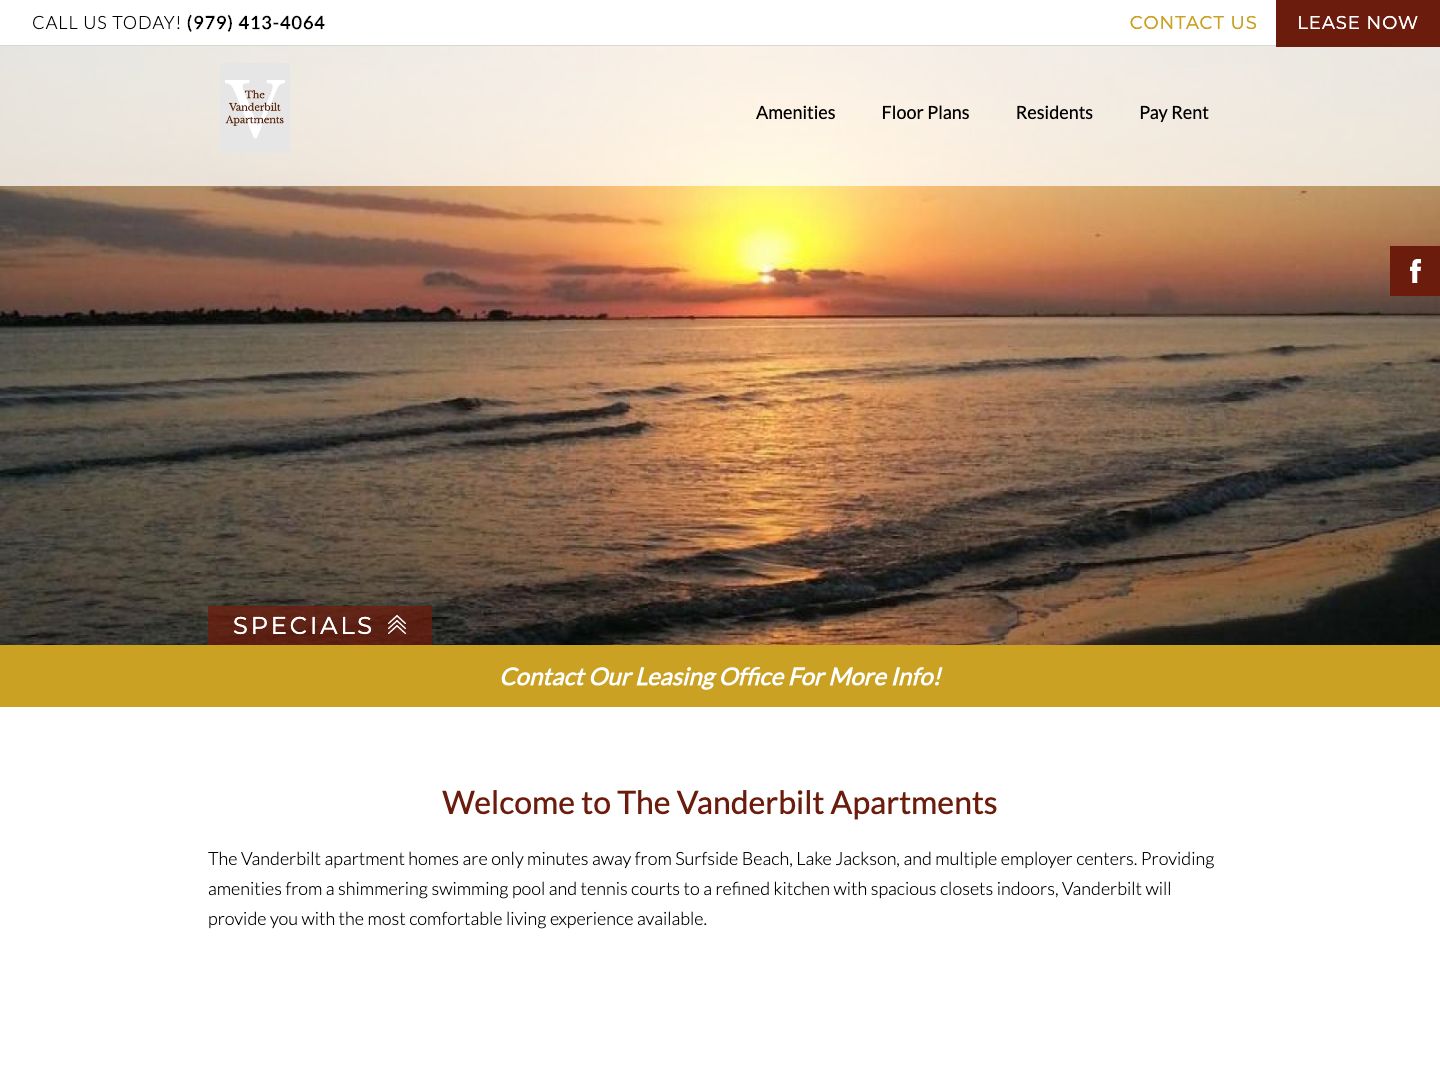 CALL US TODAY! (979) 413-4064
CONTACT US
LEASE NOW
The
Vanderbilt
Apartments
Amenities
Floor Plans
Residents
Pay Rent
SPECIALS
Contact Our Leasing Office For More Info!
Welcome to The Vanderbilt Apartments
The Vanderbilt apartment homes are only minutes away from Surfside Beach, Lake Jackson, and multiple employer centers. Providing
amenities from a shimmering swimming pool and tennis courts to a refined kitchen with spacious closets indoors, Vanderbilt will
provide you with the most comfortable living experience available.